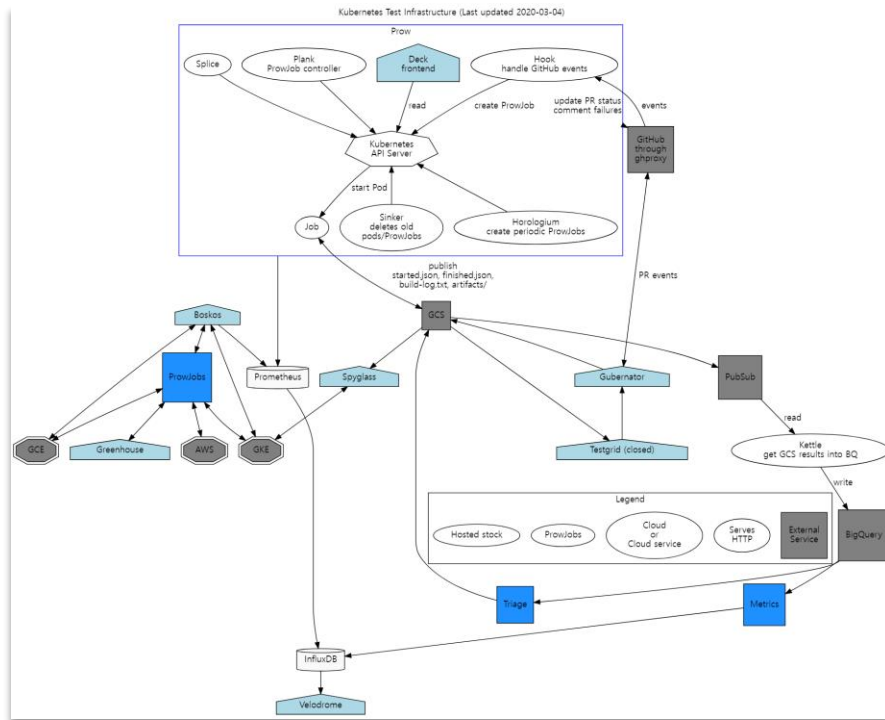 Kubernetes Test Infrastructure (Last updated 2020-03-04)
Prow
Splice
Plank
ProwJob controller
Deck
frontend
Hook
handle GitHub events
read
create ProwJob
update PR status
comment failures
events
Kubernetes
API Server
GitHub
through
ghproxy
start Pod
Job
Sinker
deletes old
pods/ProwJobs
Horologium
create periodic ProwJobs
publish
started.json, finished.json,
build-log.txt, artifacts/
PR events
Boskos
GCS
ProwJobs
Prometheus
Spyglass
Gubernator
PubSub
read
GCE
Greenhouse
AWS
GKE
Testgrid (closed)
Kettle
get GCS results into BQ
write
Legend
Hosted stock
ProwJobs
Cloud
or
Cloud service
Serves
HTTP
External
Service
BigQuery
Triage
Metrics
InfluxDB
Velodrome